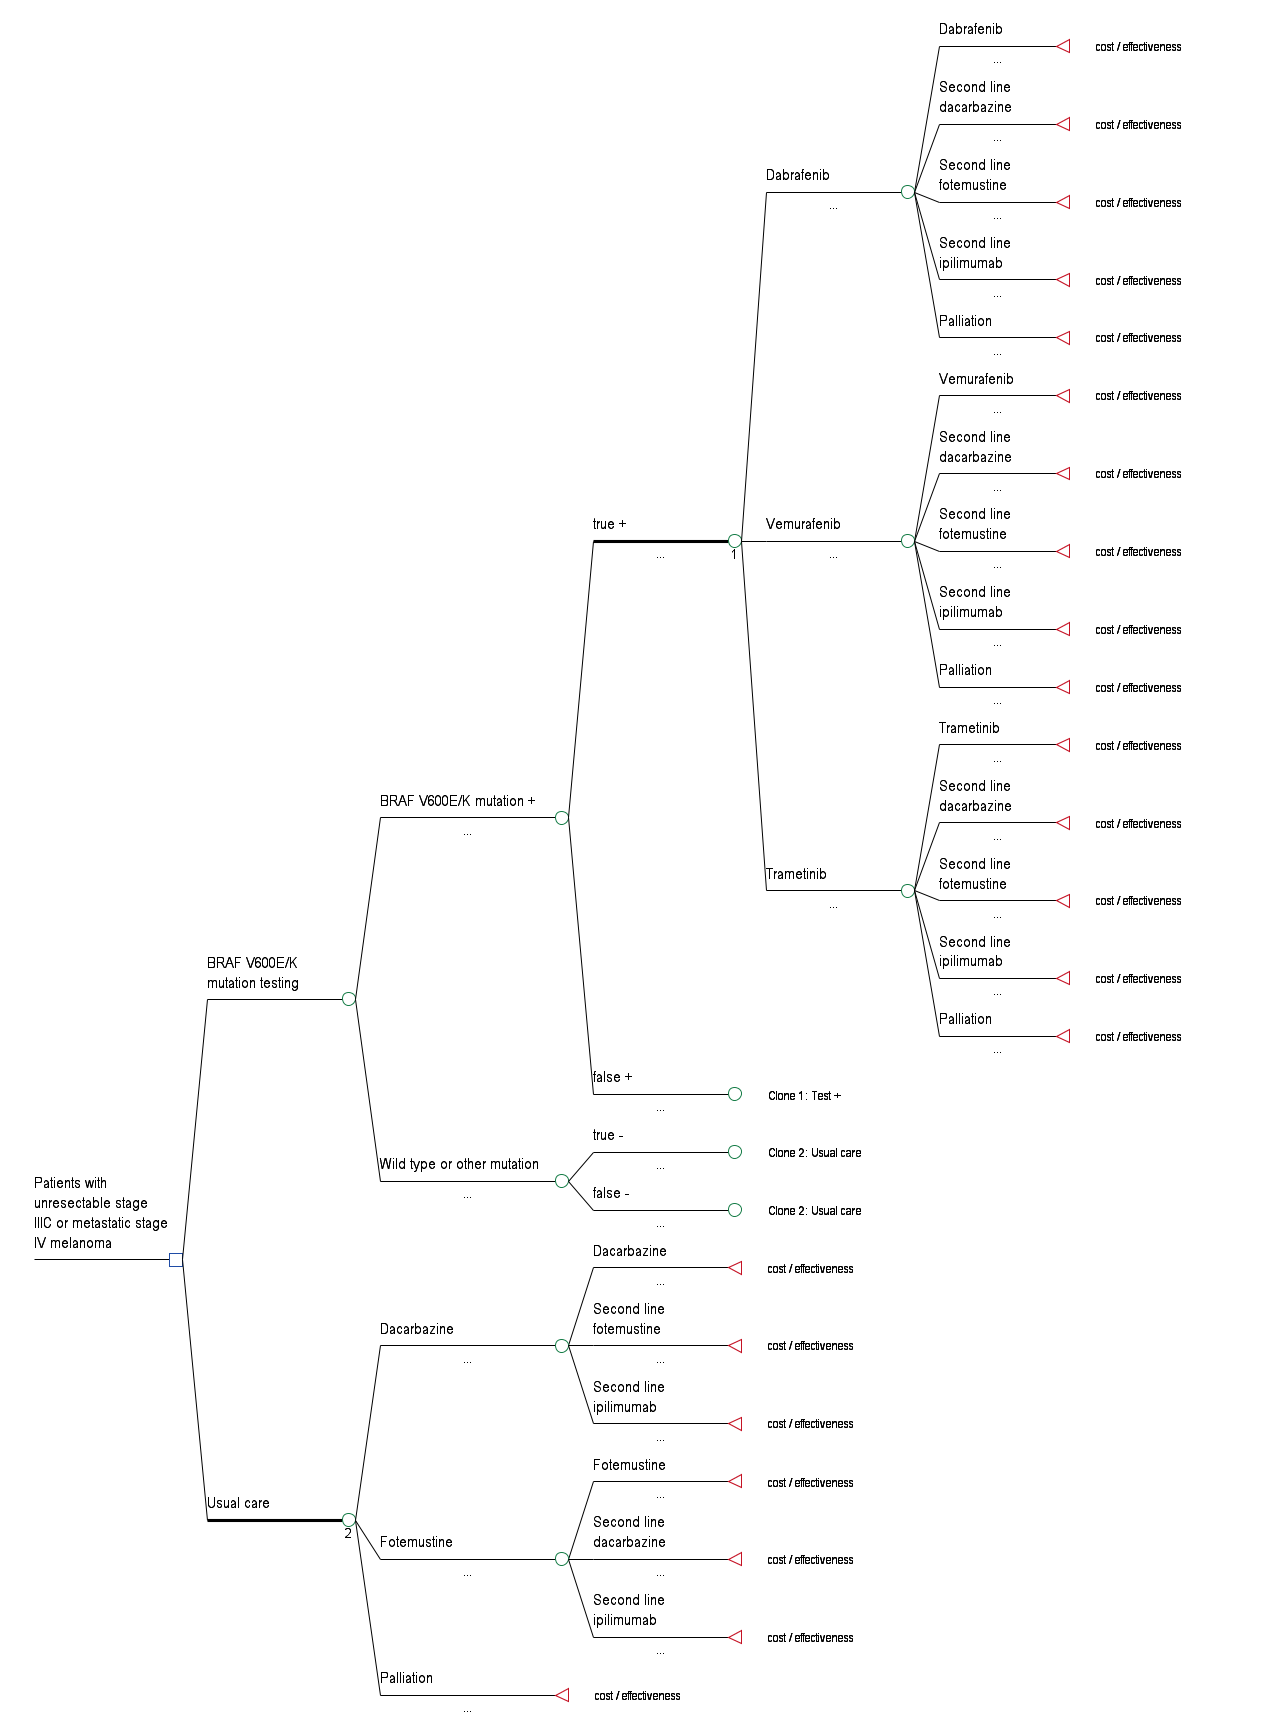 Dabrafenib
cost / effectiveness
...
Second line
dacarbazine
cost / effectiveness
...
Second line
fotemustine
cost / effectiveness
...
Dabrafenib
...
Second line
ipilimumab
cost / effectiveness
...
Palliation
cost / effectiveness
...
Vemurafenib
cost / effectiveness
...
Second line
dacarbazine
cost / effectiveness
...
Second line
fotemustine
cost / effectiveness
...
true +
...
1
Vemurafenib
...
Second line
ipilimumab
cost / effectiveness
...
Palliation
cost / effectiveness
...
Trametinib
cost / effectiveness
...
Second line
dacarbazine
cost / effectiveness
...
Second line
fotemustine
cost / effectiveness
...
Trametinib
...
Second line
ipilimumab
cost / effectiveness
...
Palliation
cost / effectiveness
...
BRAF V600E/K mutation +
...
BRAF V600E/K
mutation testing
false +
...
Clone 1: Test +
true -
...
Clone 2: Usual care
Wild type or other mutation
...
false -
...
Clone 2: Usual care
Patients with
unresectable stage
IIIC or metastatic stage
IV melanoma
Dacarbazine
cost / effectiveness
...
Second line
fotemustine
cost / effectiveness
...
Dacarbazine
...
Second line
ipilimumab
cost / effectiveness
...
Usual care
2
Fotemustine
cost / effectiveness
...
Second line
dacarbazine
cost / effectiveness
...
Fotemustine
...
Second line
ipilimumab
cost / effectiveness
...
Palliation
cost / effectiveness
...